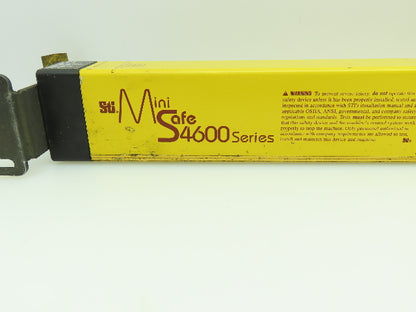 STi.
Mini
Safe
S4600 Series
WARNING To prevent severe injury, do not operate this
safety device unless it has been properly installed, tested and
inspected in accordance with STI's installation manual and all
applicable OSHA, ANSI, governmental, and company safety
regulations and standards. Tests must be performed to ensure
that this safety device and the machine's control system work
properly to stop the machine. Only personnel authorized in
accordance with company requirements are allowed to test,
install and maintain this device and machine.
STi